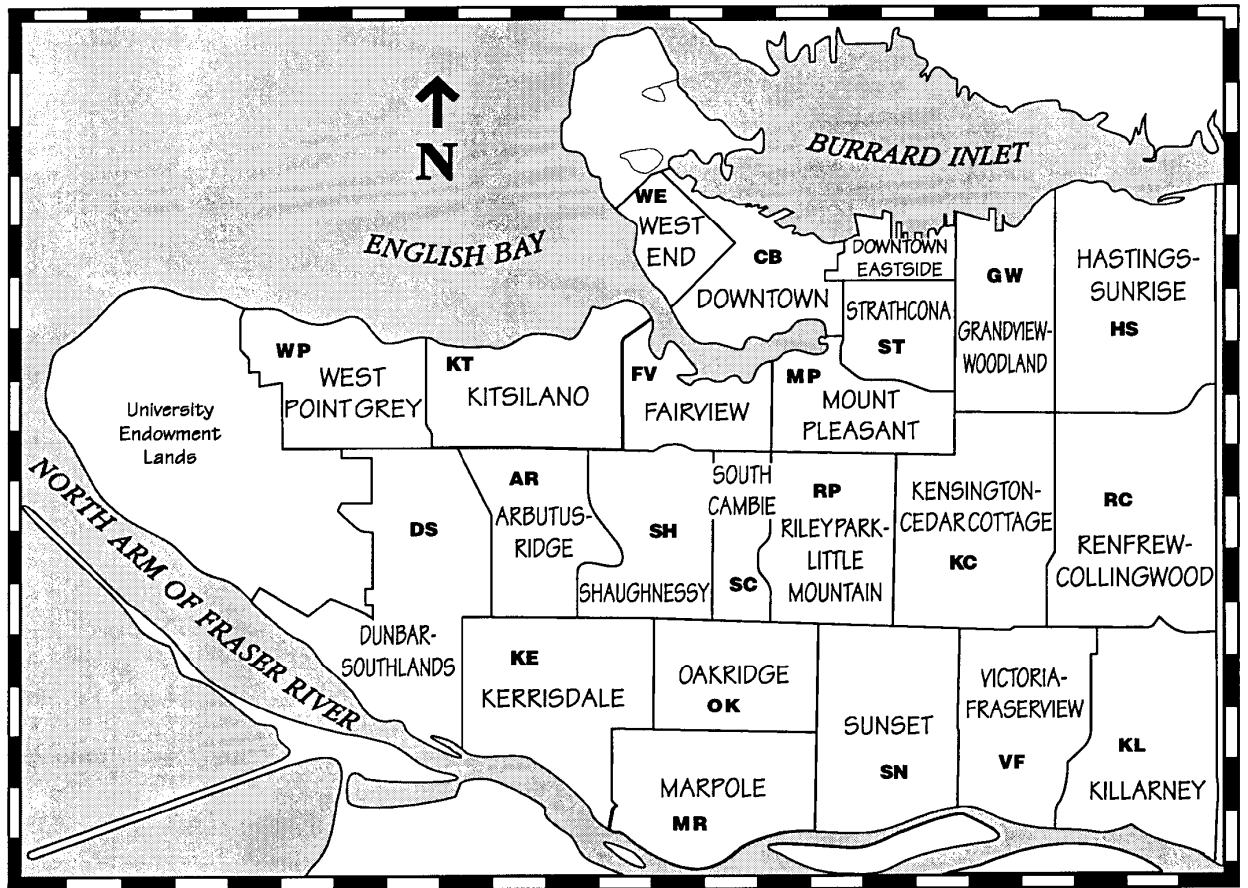 N
BURRARD INLET
ENGLISH BAY
WE
WEST
END
CB
DOWNTOWN
DOWNTOWN
EASTSIDE
STRATHCONA
ST
GW
GRANDVIEW-
WOODLAND
HASTINGS-
SUNRISE
HS
WP
WEST
POINT GREY
KT
KITSILANO
FV
FAIRVIEW
MP
MOUNT
PLEASANT
University
Endowment
Lands
NORTH ARM OF FRASER RIVER
DS
DUNBAR-
SOUTHLANDS
AR
ARBUTUS-
RIDGE
SH
SHAUGHNESSY
SOUTH
CAMBIE
SC
RP
RILEY PARK-
LITTLE
MOUNTAIN
KENSINGTON-
CEDAR COTTAGE
KC
RC
RENFREW-
COLLINGWOOD
KE
KERRISDALE
OAKRIDGE
OK
MARPOLE
MR
SUNSET
SN
VICTORIA-
FRASERVIEW
VF
KL
KILLARNEY